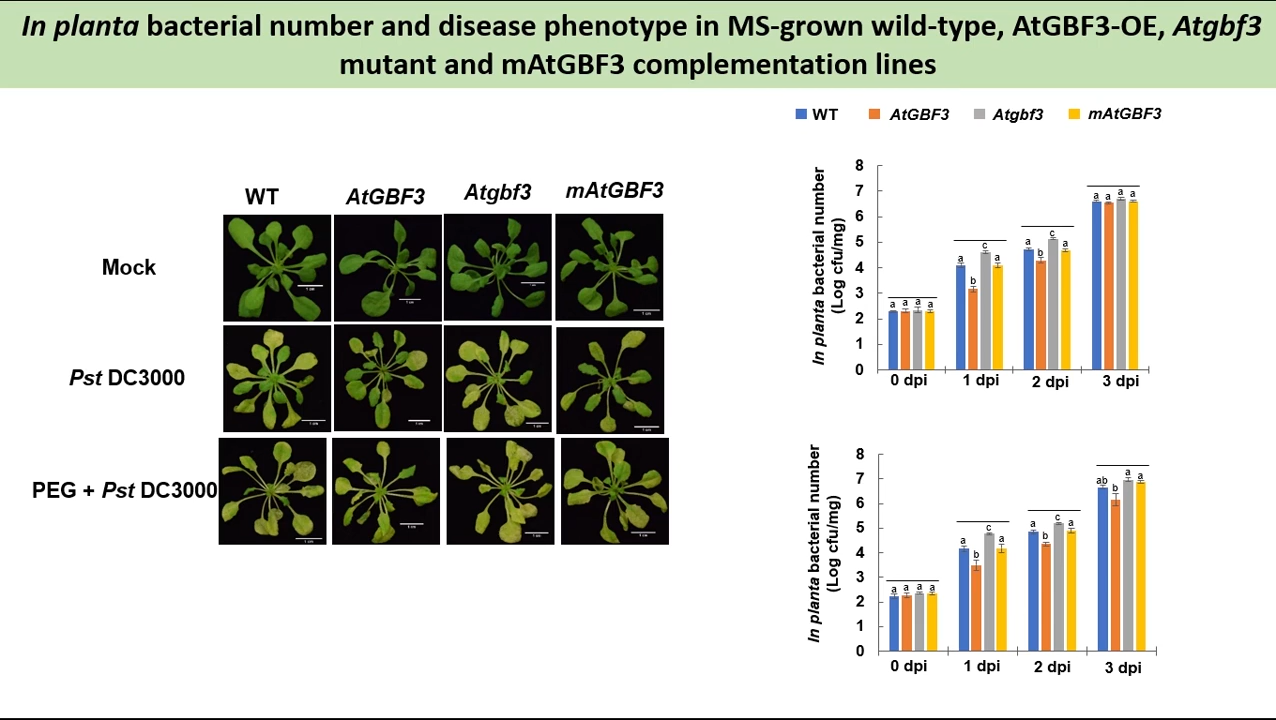 In planta bacterial number and disease phenotype in MS-grown wild-type, AtGBF3-OE, Atgbf3
mutant and mAtGBF3 complementation lines
WT AtGBF3 Atgbf3 mAtGBF3
Mock
Pst DC3000
PEG + Pst DC3000
WT AtGBF3 Atgbf3 mAtGBF3
In planta bacterial number
(Log cfu/mg)
8
7
6
5
4
3
2
1
0
a a a a
a b c a
a b c a
a a a a
0 dpi 1 dpi 2 dpi 3 dpi
In planta bacterial number
(Log cfu/mg)
8
7
6
5
4
3
2
1
0
a a a a
a b c a
a b c a
ab b a a
0 dpi 1 dpi 2 dpi 3 dpi